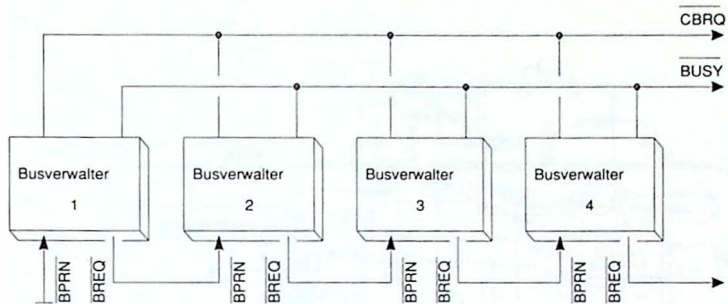 CBRQ
BUSY
Busverwalter
1
Busverwalter
2
Busverwalter
3
Busverwalter
4
BPRN
BREQ
BPRN
BREQ
BPRN
BREQ
BPRN
BREQ